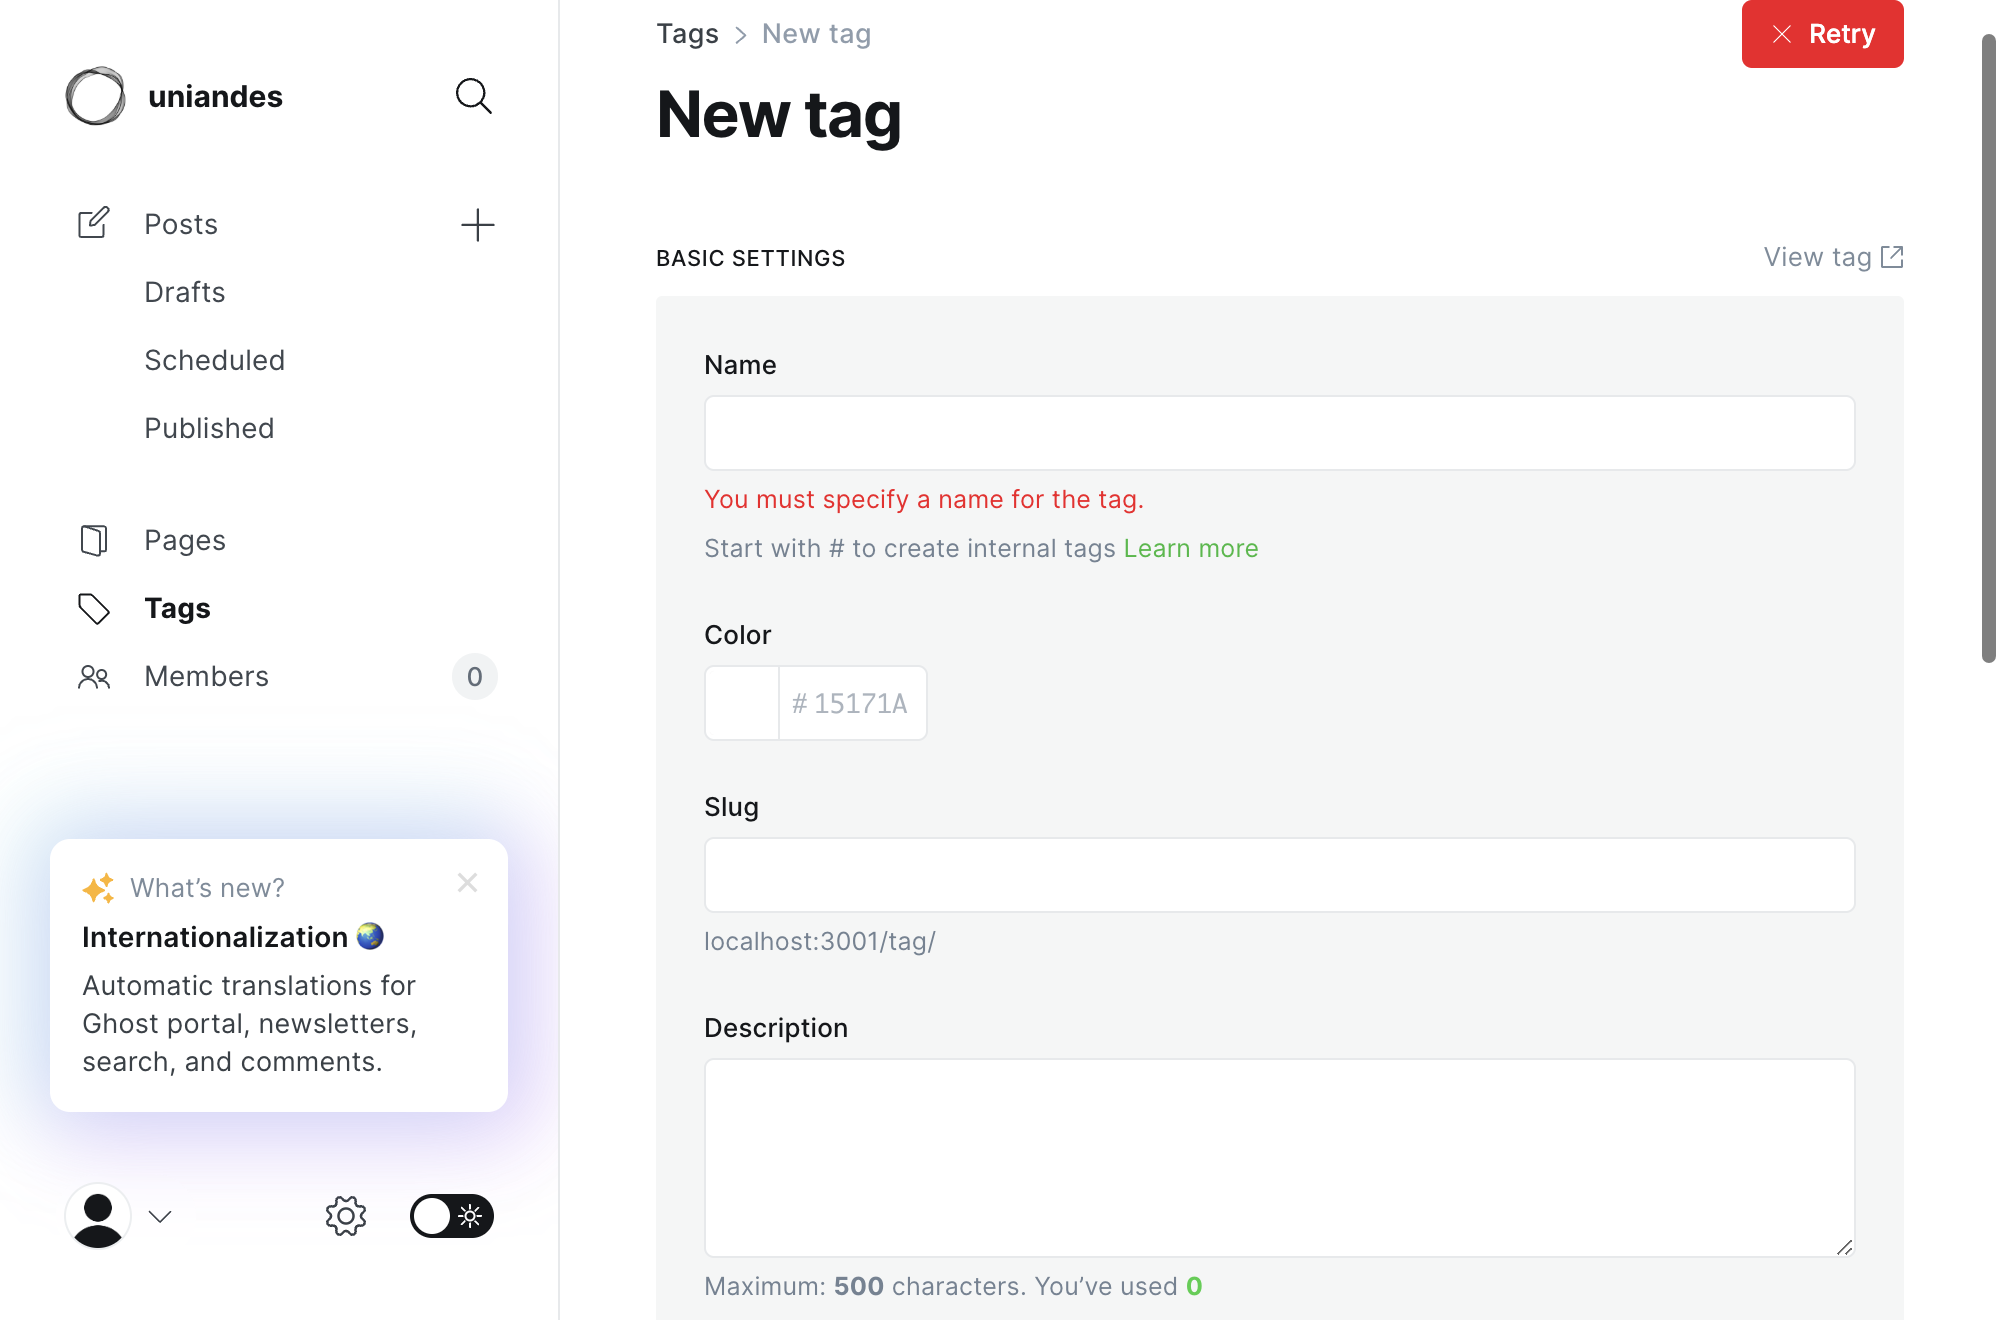 uniandes
Posts
Drafts
Scheduled
Published
Pages
Tags
Members
0
What’s new?
Internationalization
Automatic translations for
Ghost portal, newsletters,
search, and comments.
Tags > New tag
Retry
New tag
BASIC SETTINGS
View tag
Name
You must specify a name for the tag.
Start with # to create internal tags Learn more
Color
# 15171A
Slug
localhost:3001/tag/
Description
Maximum: 500 characters. You’ve used 0